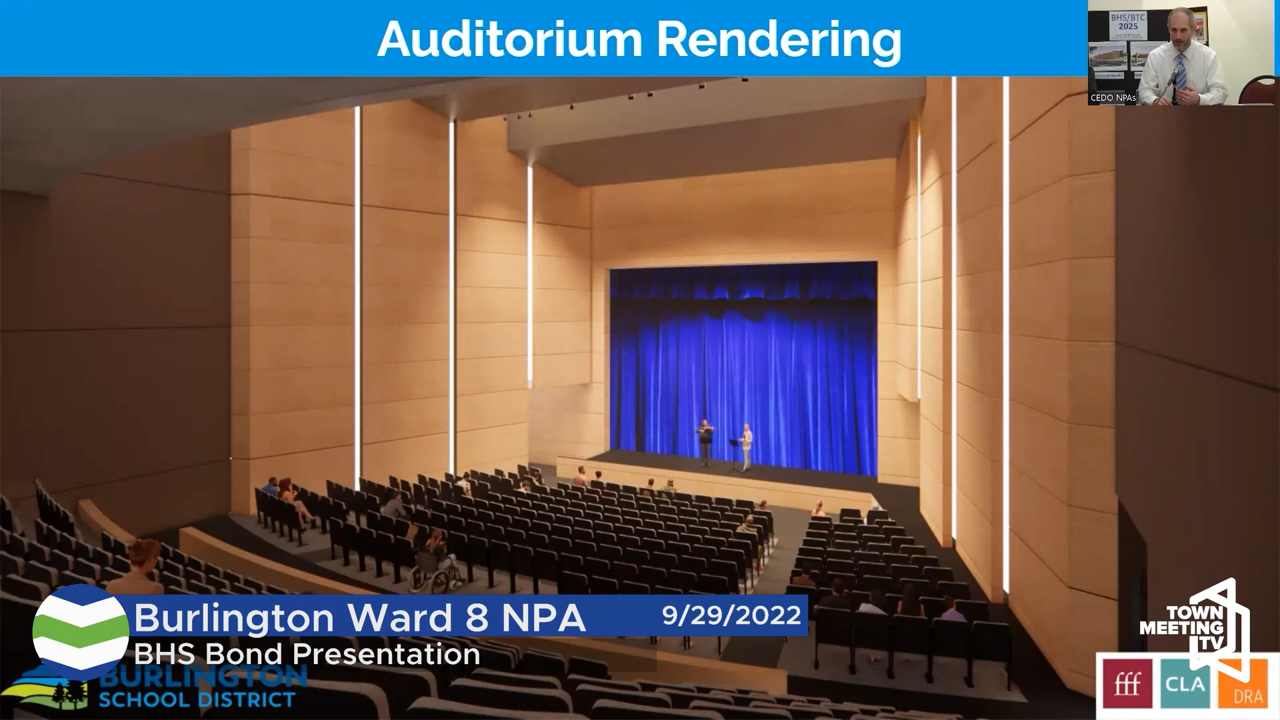 Auditorium Rendering
BHS/BTC
2025
CEDO NPAs
Burlington Ward 8 NPA
9/29/2022
BHS Bond Presentation
BURLINGTON
SCHOOL DISTRICT
TOWN
MEETING
TV
fff
CLA
DRA